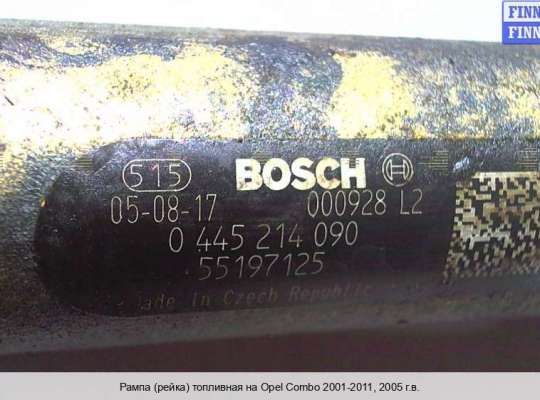 FINN
FINN
515 BOSCH
05-08-17 000928 L2
0 445 214 090
55197125
Made In Czech Republic
Рампа (рейка) топливная на Opel Combo 2001-2011, 2005 г.в.